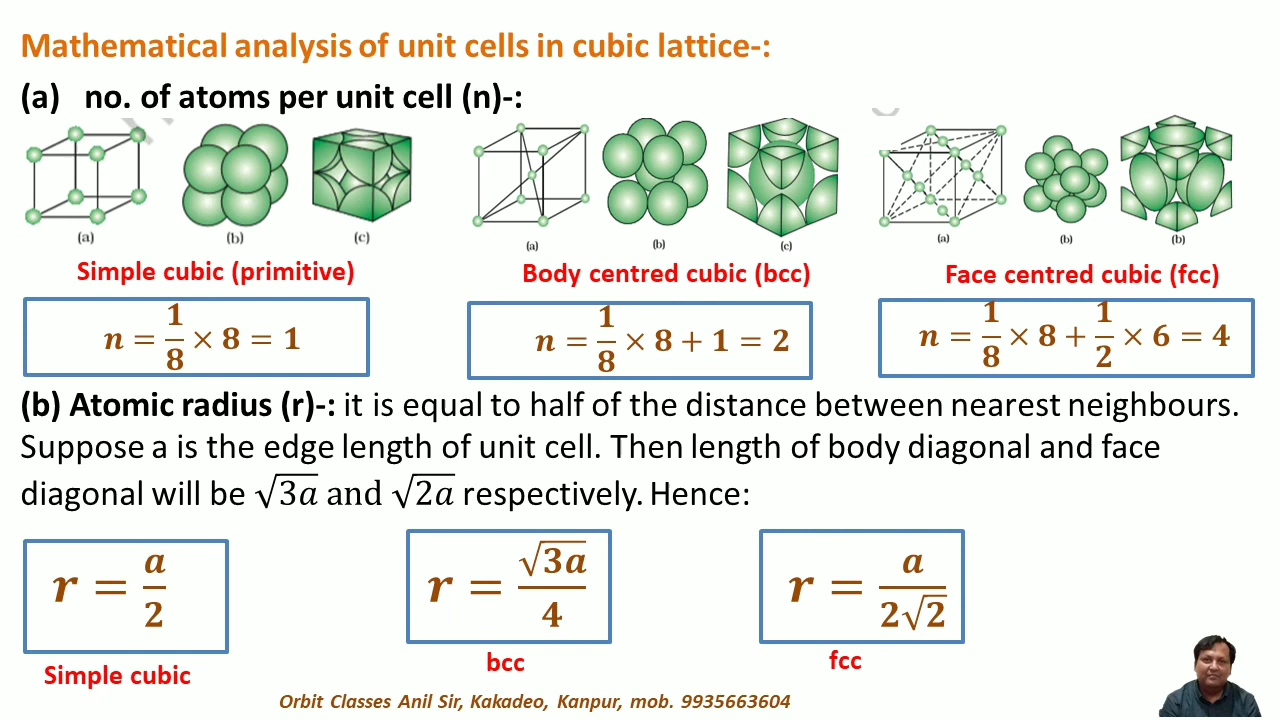 Mathematical analysis of unit cells in cubic lattice-:
(a) no. of atoms per unit cell (n)-:
(a) (b) (c)
(a) (b) (c)
(a) (b) (b)
Simple cubic (primitive)
Body centred cubic (bcc)
Face centred cubic (fcc)
n = 1/8 × 8 = 1
n = 1/8 × 8 + 1 = 2
n = 1/8 × 8 + 1/2 × 6 = 4
(b) Atomic radius (r)-: it is equal to half of the distance between nearest neighbours.
Suppose a is the edge length of unit cell. Then length of body diagonal and face
diagonal will be √(3a) and √(2a) respectively. Hence:
r = a/2
r = √(3a)/4
r = a/(2√2)
Simple cubic
bcc
fcc
Orbit Classes Anil Sir, Kakadeo, Kanpur, mob. 9935663604